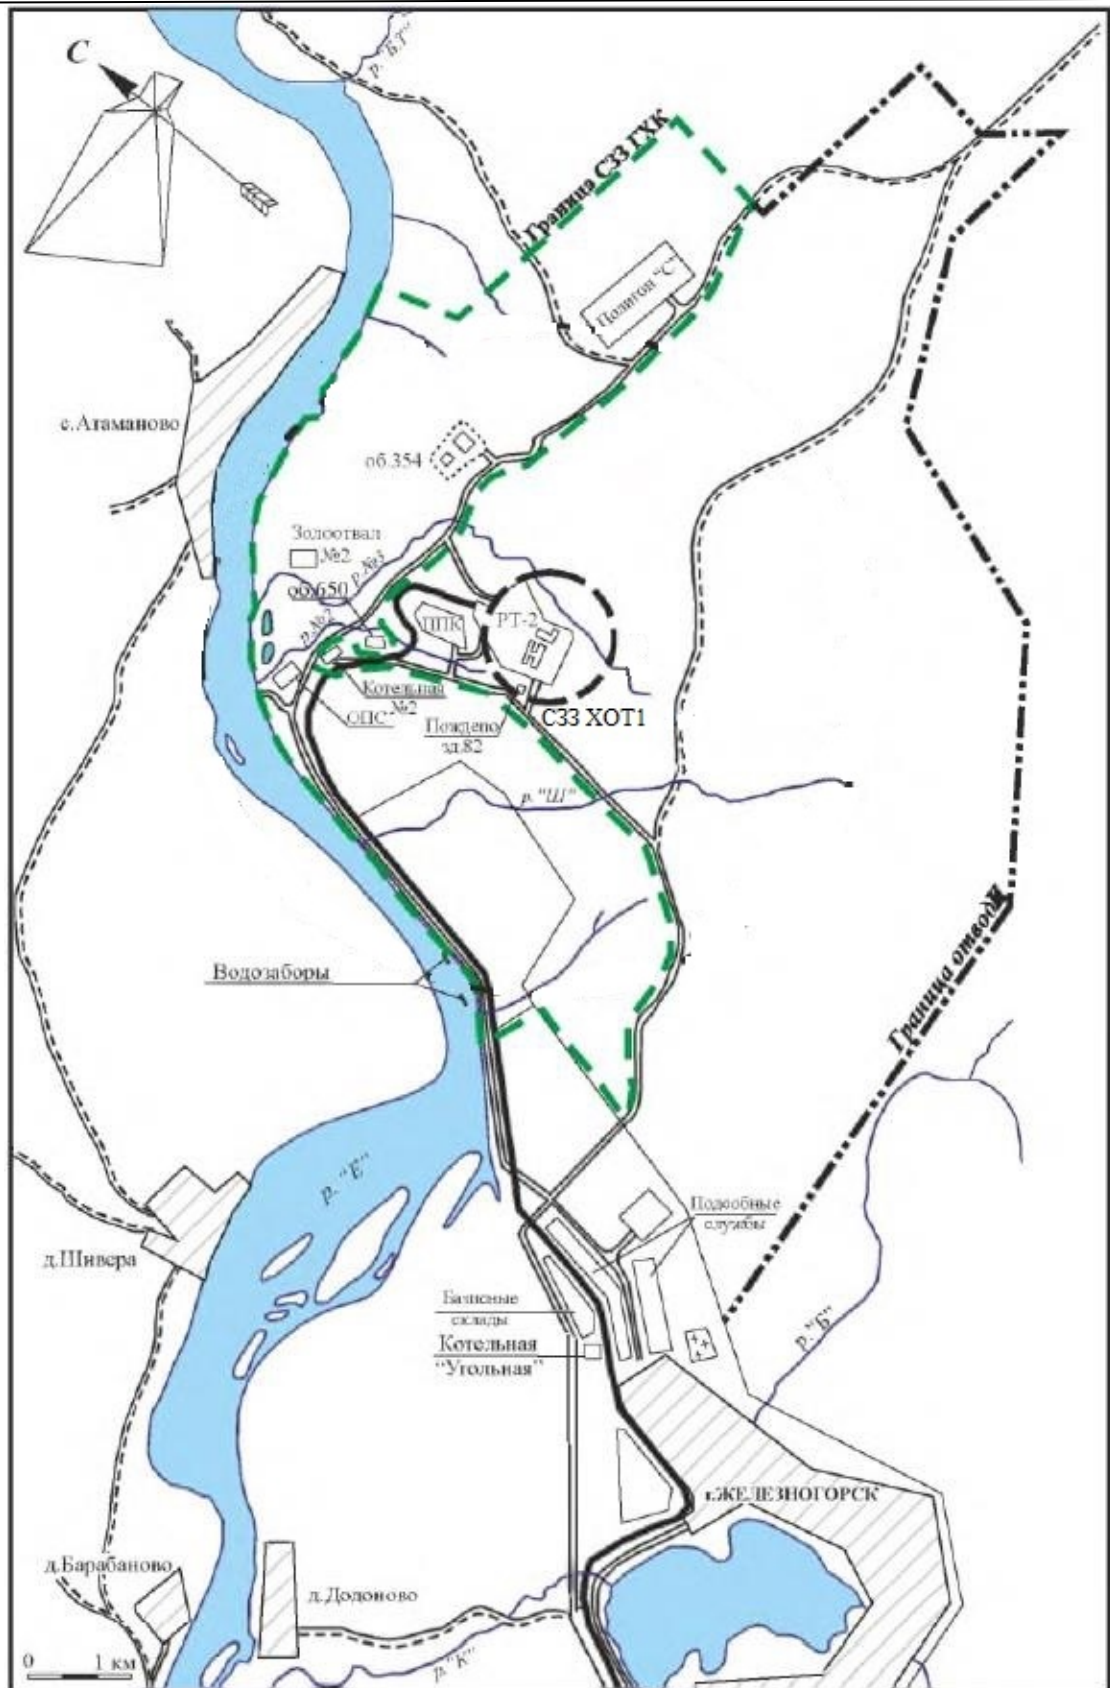 С
р. "Б.Т"
Граница СЗЗ ГХК
Полигон "С"
с.Атаманово
об.354
Золоотвал
№2
р.№3
об.650
р.№2
ППК
РТ-2
Котельная
№2
ОПС
Пождепо
зд.82
СЗЗ ХОТ1
р. "Ш"
Водозаборы
Граница отвода
р. "Е"
Подсобные
службы
д.Шивера
Базисные
склады
Котельная
"Угольная"
р. "Б"
г.ЖЕЛЕЗНОГОРСК
д.Барабаново
д.Додоново
р. "К"
0 1 км